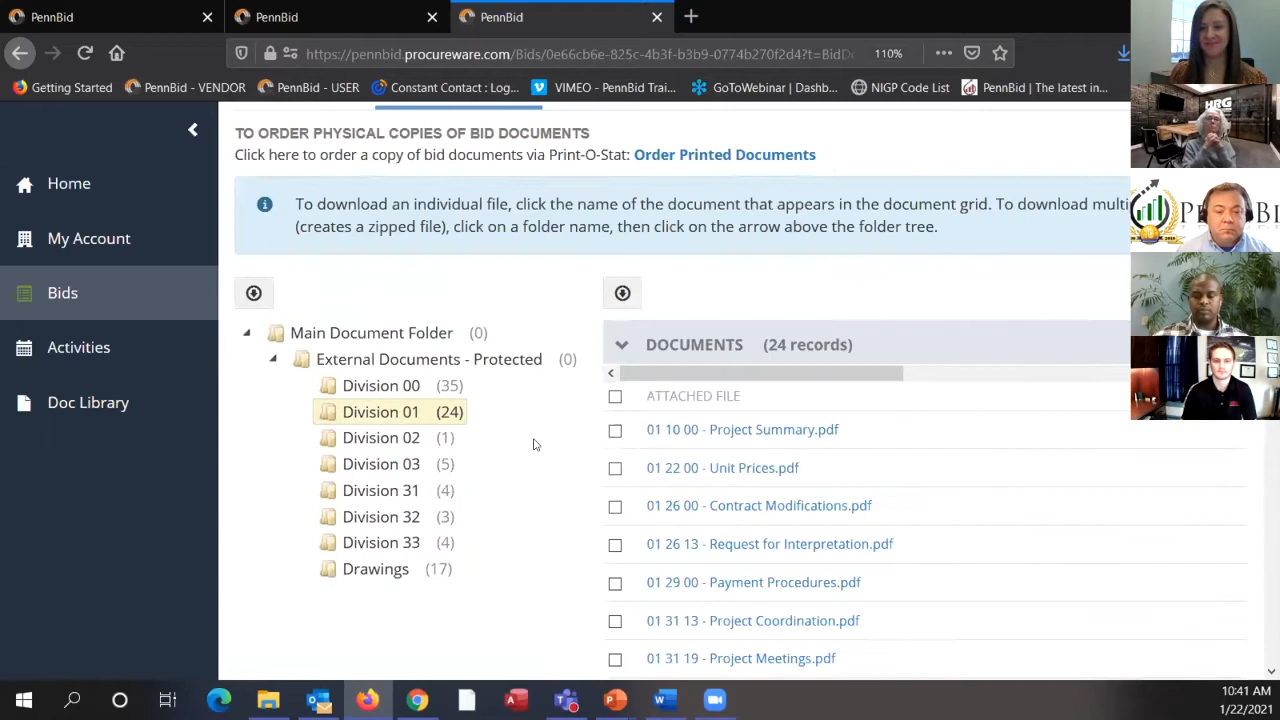 PennBid
PennBid
PennBid
https://pennbid.procureware.com/Bids/0e66cb6e-825c-4b3f-b3b9-0774b270f2d4?t=BidD
110%
Getting Started
PennBid - VENDOR
PennBid - USER
Constant Contact : Log...
VIMEO - PennBid Trai...
GoToWebinar | Dashb...
NIGP Code List
PennBid | The latest in...
HRG
Home
My Account
Bids
Activities
Doc Library
TO ORDER PHYSICAL COPIES OF BID DOCUMENTS
Click here to order a copy of bid documents via Print-O-Stat: Order Printed Documents
To download an individual file, click the name of the document that appears in the document grid. To download multi
(creates a zipped file), click on a folder name, then click on the arrow above the folder tree.
Main Document Folder (0)
External Documents - Protected (0)
Division 00 (35)
Division 01 (24)
Division 02 (1)
Division 03 (5)
Division 31 (4)
Division 32 (3)
Division 33 (4)
Drawings (17)
DOCUMENTS (24 records)
ATTACHED FILE
01 10 00 - Project Summary.pdf
01 22 00 - Unit Prices.pdf
01 26 00 - Contract Modifications.pdf
01 26 13 - Request for Interpretation.pdf
01 29 00 - Payment Procedures.pdf
01 31 13 - Project Coordination.pdf
01 31 19 - Project Meetings.pdf
10:41 AM
1/22/2021